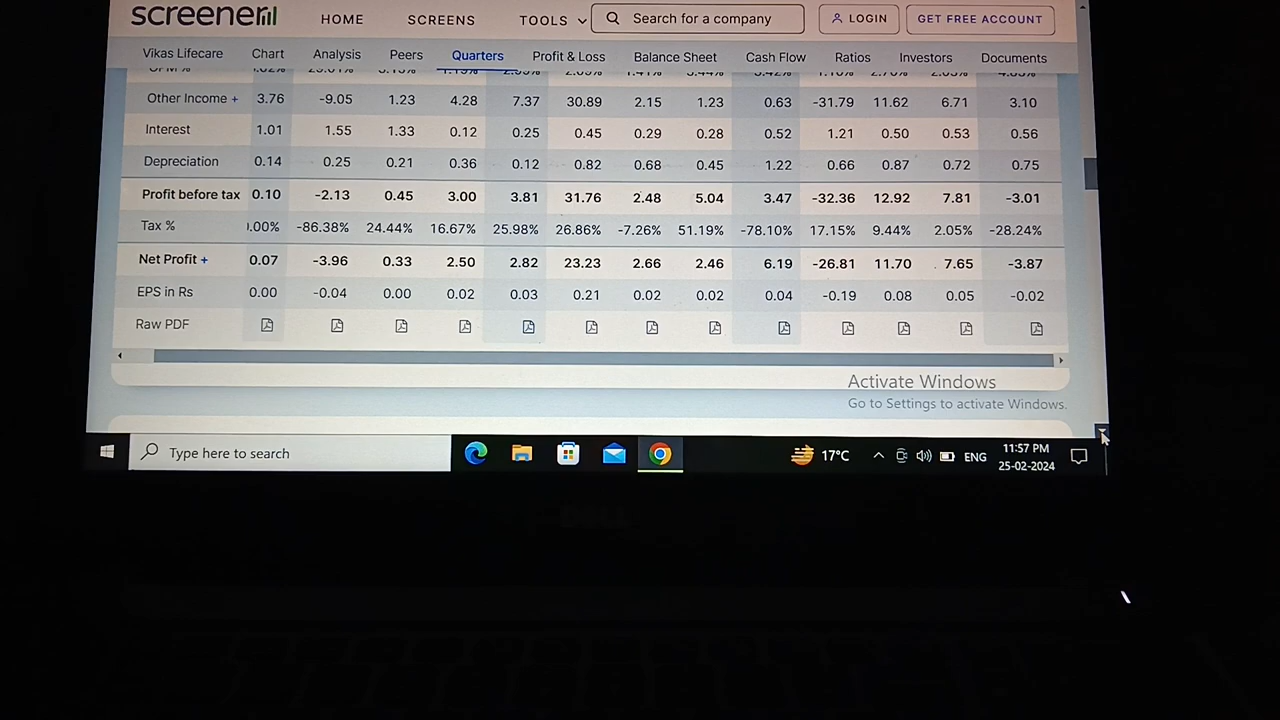 screener
HOME SCREENS TOOLS Search for a company LOGIN GET FREE ACCOUNT
Vikas Lifecare Chart Analysis Peers Quarters Profit & Loss Balance Sheet Cash Flow Ratios Investors Documents
Other Income + 3.76 -9.05 1.23 4.28 7.37 30.89 2.15 1.23 0.63 -31.79 11.62 6.71 3.10
Interest 1.01 1.55 1.33 0.12 0.25 0.45 0.29 0.28 0.52 1.21 0.50 0.53 0.56
Depreciation 0.14 0.25 0.21 0.36 0.12 0.82 0.68 0.45 1.22 0.66 0.87 0.72 0.75
Profit before tax 0.10 -2.13 0.45 3.00 3.81 31.76 2.48 5.04 3.47 -32.36 12.92 7.81 -3.01
Tax % .00% -86.38% 24.44% 16.67% 25.98% 26.86% -7.26% 51.19% -78.10% 17.15% 9.44% 2.05% -28.24%
Net Profit + 0.07 -3.96 0.33 2.50 2.82 23.23 2.66 2.46 6.19 -26.81 11.70 7.65 -3.87
EPS in Rs 0.00 -0.04 0.00 0.02 0.03 0.21 0.02 0.02 0.04 -0.19 0.08 0.05 -0.02
Raw PDF
Activate Windows
Go to Settings to activate Windows.
Type here to search 17°C ENG 11:57 PM
25-02-2024